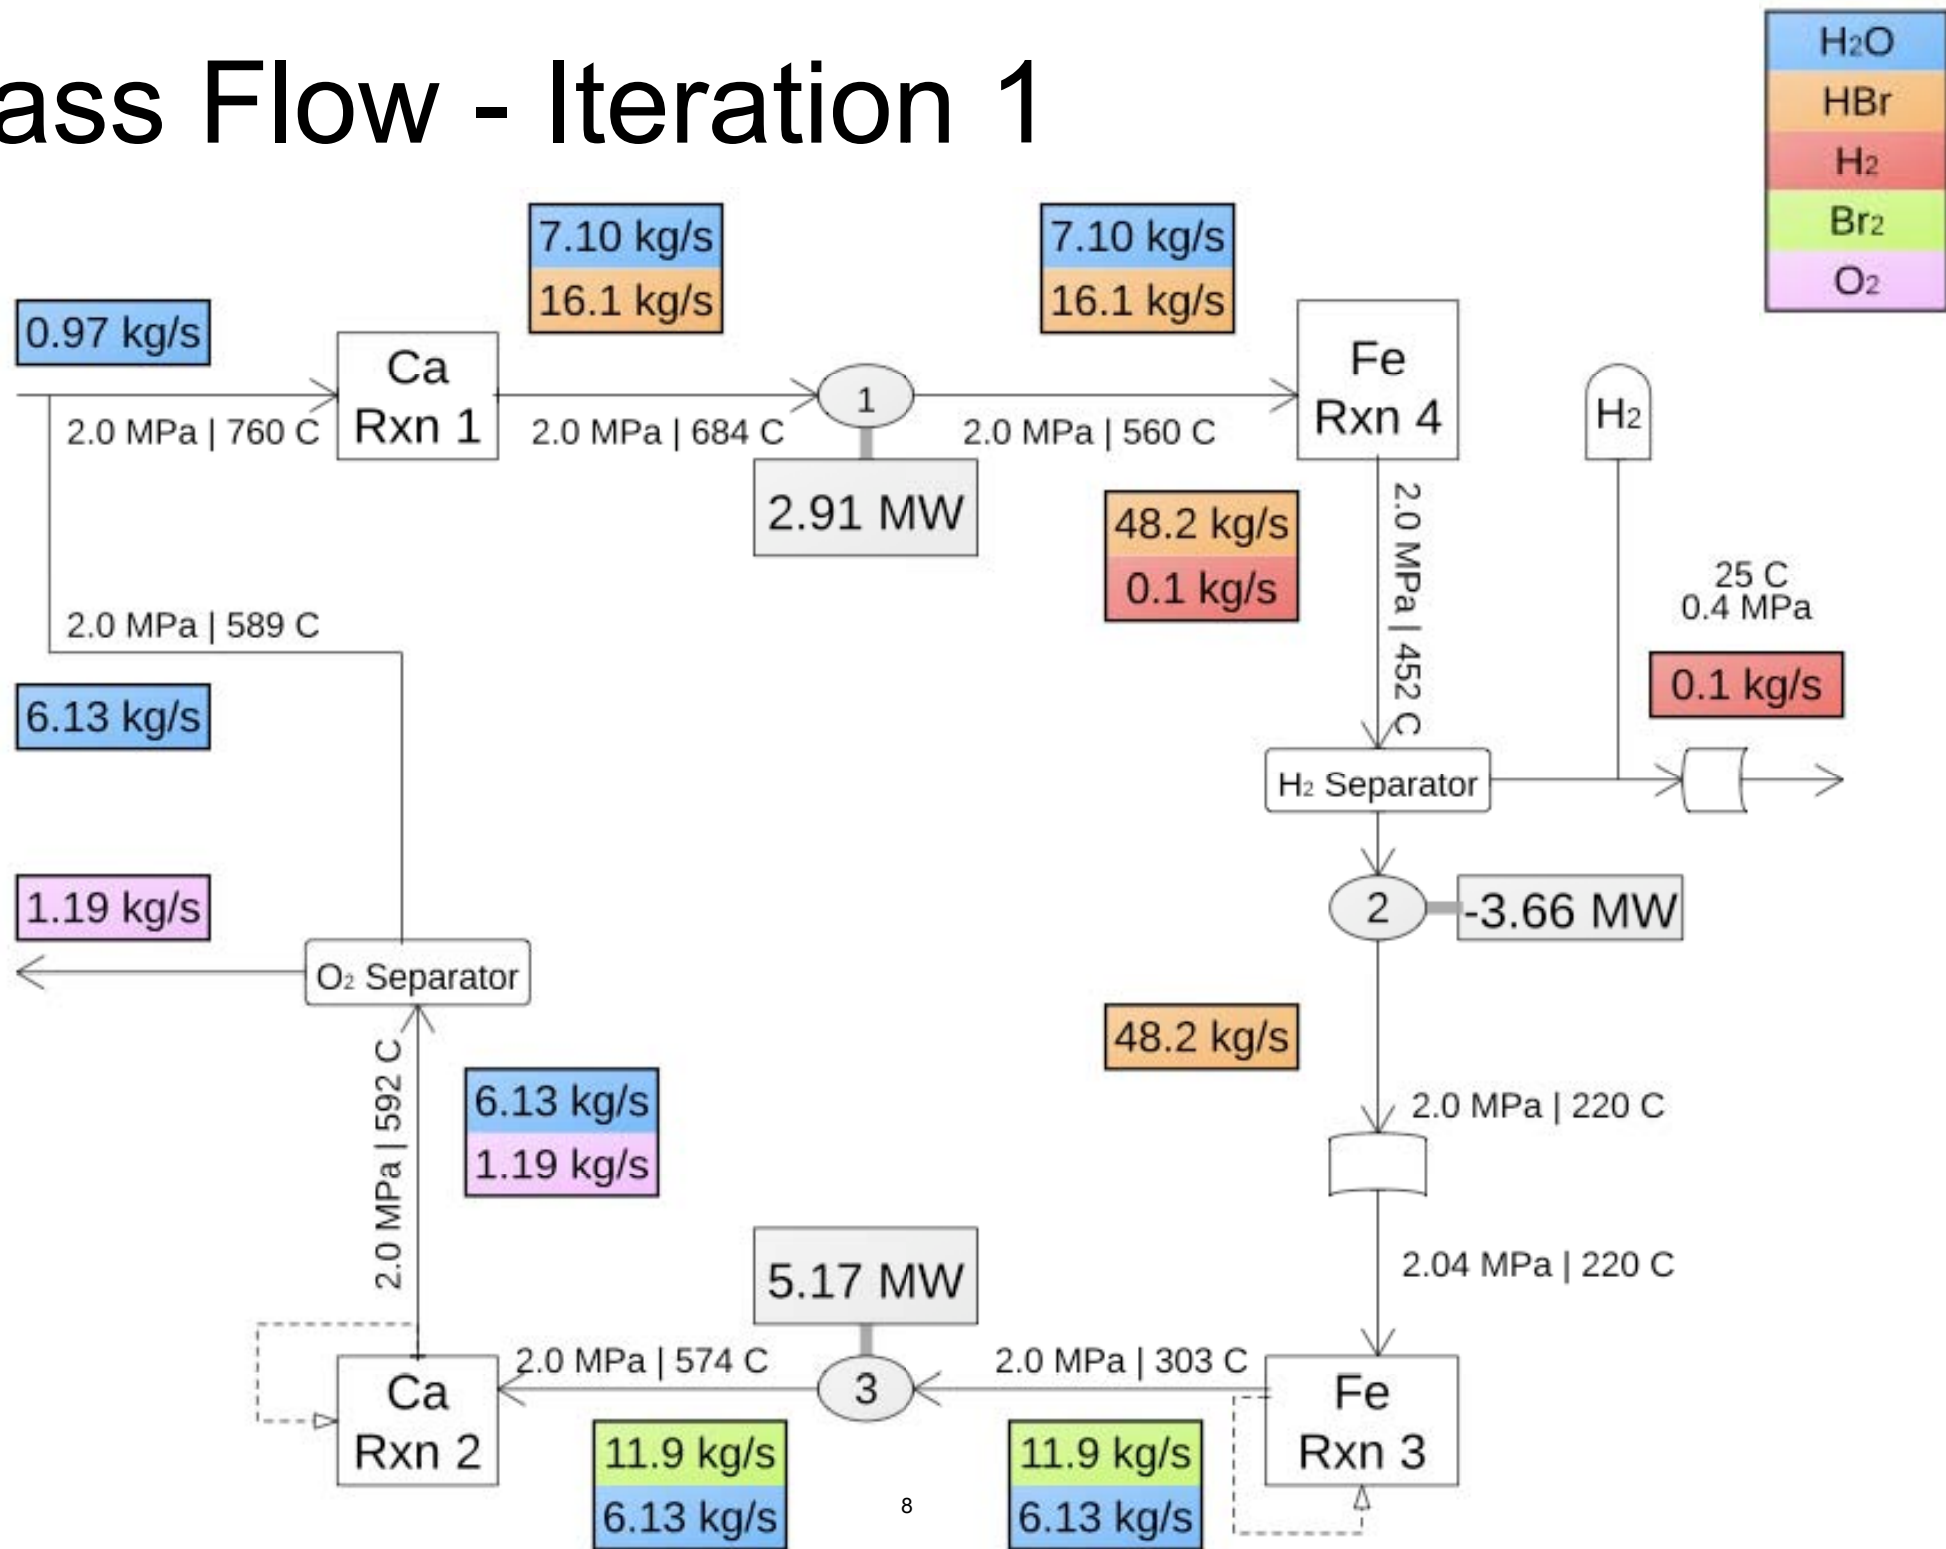 ass Flow - Iteration 1
H2O
HBr
H2
Br2
O2
7.10 kg/s
16.1 kg/s
7.10 kg/s
16.1 kg/s
0.97 kg/s
Ca
Rxn 1
1
Fe
Rxn 4
H2
2.0 MPa | 760 C
2.0 MPa | 684 C
2.0 MPa | 560 C
2.91 MW
48.2 kg/s
0.1 kg/s
2.0 MPa | 452 C
25 C
0.4 MPa
0.1 kg/s
2.0 MPa | 589 C
6.13 kg/s
H2 Separator
1.19 kg/s
2
-3.66 MW
O2 Separator
48.2 kg/s
2.0 MPa | 592 C
6.13 kg/s
1.19 kg/s
2.0 MPa | 220 C
5.17 MW
2.04 MPa | 220 C
Ca
Rxn 2
2.0 MPa | 574 C
3
2.0 MPa | 303 C
Fe
Rxn 3
11.9 kg/s
6.13 kg/s
8
11.9 kg/s
6.13 kg/s